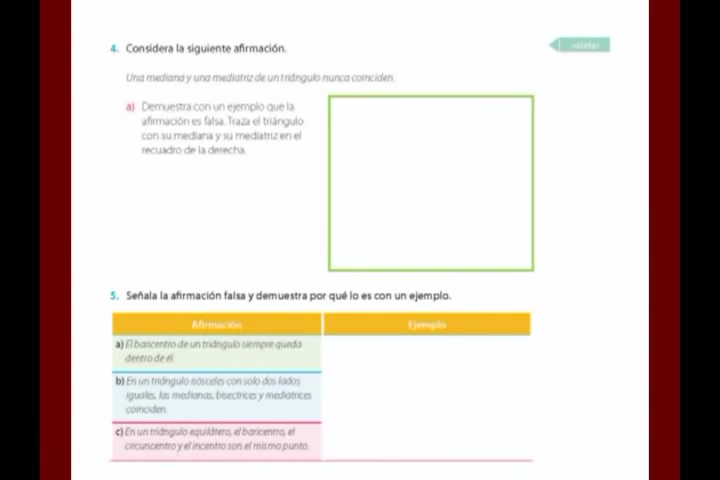 4. Considera la siguiente afirmación.
Una mediana y una mediatriz de un triángulo nunca coinciden.
a) Demuestra con un ejemplo que la
afirmación es falsa. Traza el triángulo
con su mediana y su mediatriz en el
recuadro de la derecha.
5. Señala la afirmación falsa y demuestra por qué lo es con un ejemplo.
Afirmación Ejemplo
a) El baricentro de un triángulo siempre queda
dentro de él.
b) En un triángulo isósceles con solo dos lados
iguales, las medianas, bisectrices y mediatrices
coinciden.
c) En un triángulo equilátero, el baricentro, el
circuncentro y el incentro son el mismo punto.